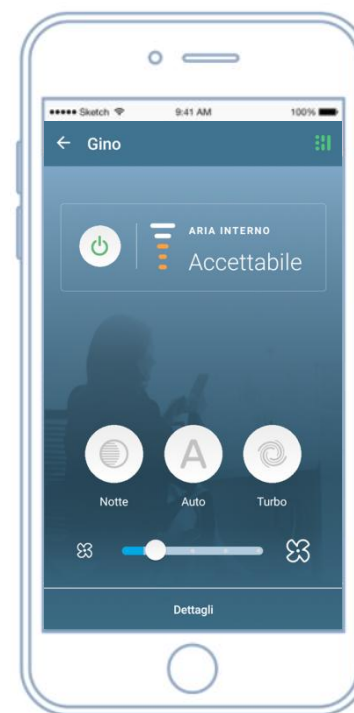 Sketch 9:41 AM 100%
Gino
ARIA INTERNO
Accettabile
A
Notte Auto Turbo
Dettagli